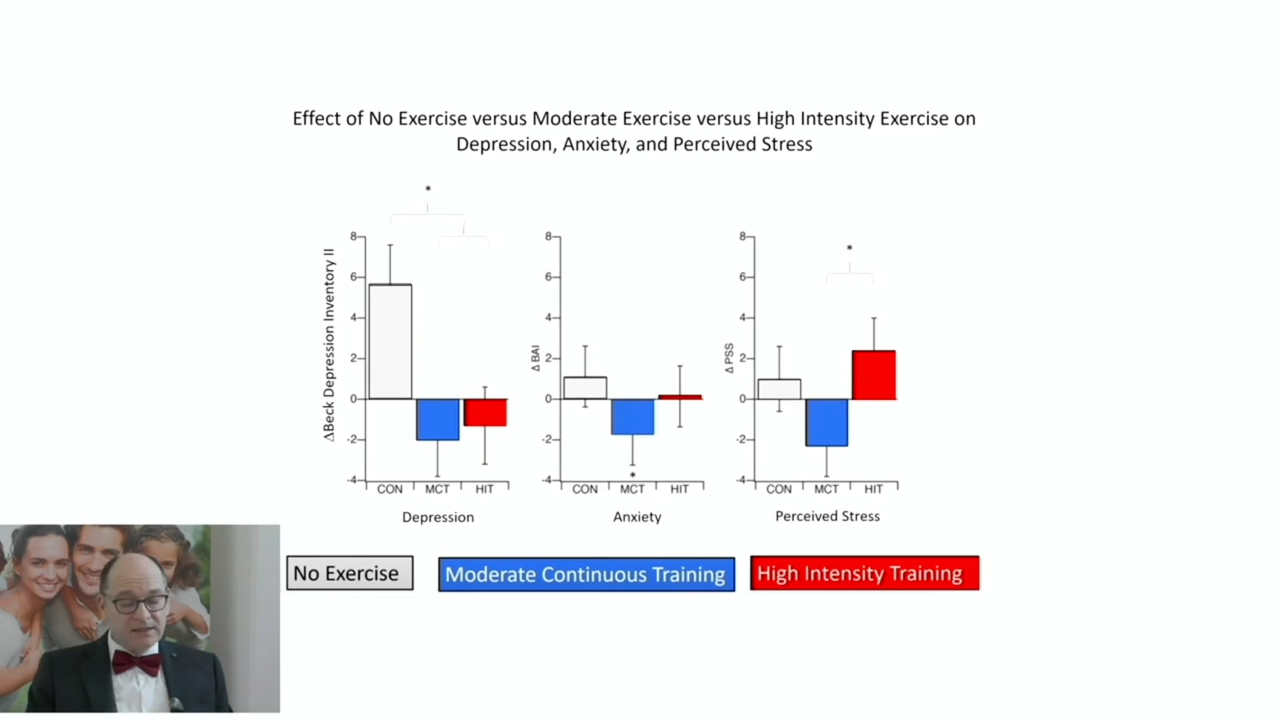 Effect of No Exercise versus Moderate Exercise versus High Intensity Exercise on
Depression, Anxiety, and Perceived Stress
*
*
ΔBeck Depression Inventory II
8
6
4
2
0
-2
-4
CON MCT HIT
Depression
Δ BAI
8
6
4
2
0
-2
-4
*
CON MCT HIT
Anxiety
Δ PSS
8
6
4
2
0
-2
-4
CON MCT HIT
Perceived Stress
No Exercise
Moderate Continuous Training
High Intensity Training